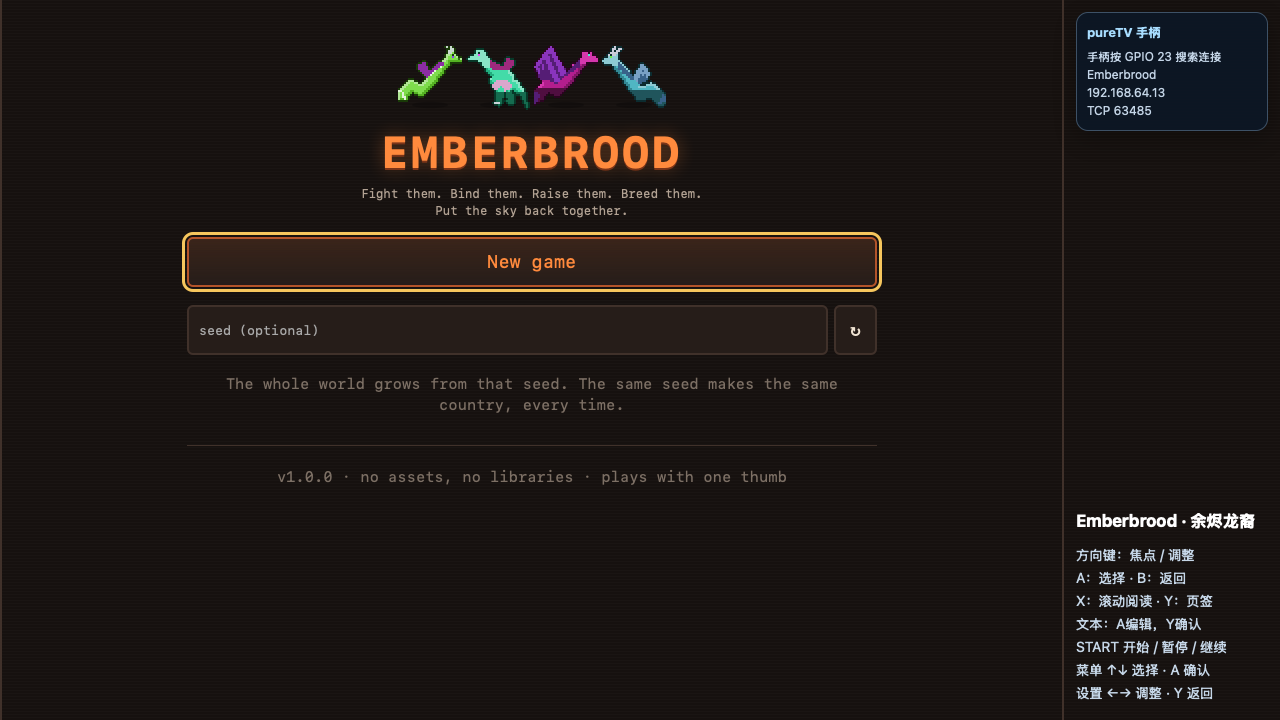 EMBERBROOD
Fight them. Bind them. Raise them. Breed them.
Put the sky back together.
New game
seed (optional)
↻
The whole world grows from that seed. The same seed makes the same
country, every time.
v1.0.0 · no assets, no libraries · plays with one thumb
pureTV 手柄
手柄按 GPIO 23 搜索连接
Emberbrood
192.168.64.13
TCP 63485
Emberbrood · 余烬龙裔
方向键：焦点 / 调整
A：选择 · B：返回
X：滚动阅读 · Y：页签
文本：A编辑，Y确认
START 开始 / 暂停 / 继续
菜单 ↑↓ 选择 · A 确认
设置 ←→ 调整 · Y 返回